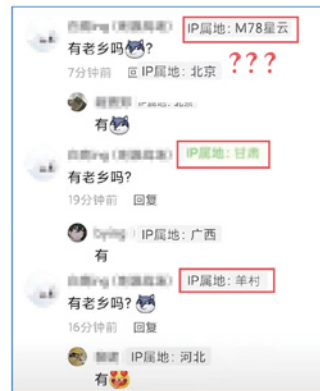 IP属地：M78星云
有老乡吗?
7分钟前 回 IP属地：北京
???
有
IP属地：甘肃
有老乡吗?
19分钟前 回复
IP属地：广西
有
IP属地：羊村
有老乡吗?
16分钟前 回复
IP属地：河北
有